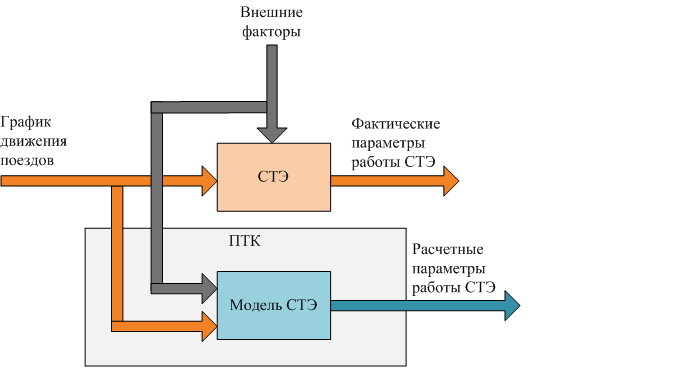 Внешние
факторы
График
движения
поездов
Фактические
параметры
работы СТЭ
СТЭ
ПТК
Расчетные
параметры
работы СТЭ
Модель СТЭ